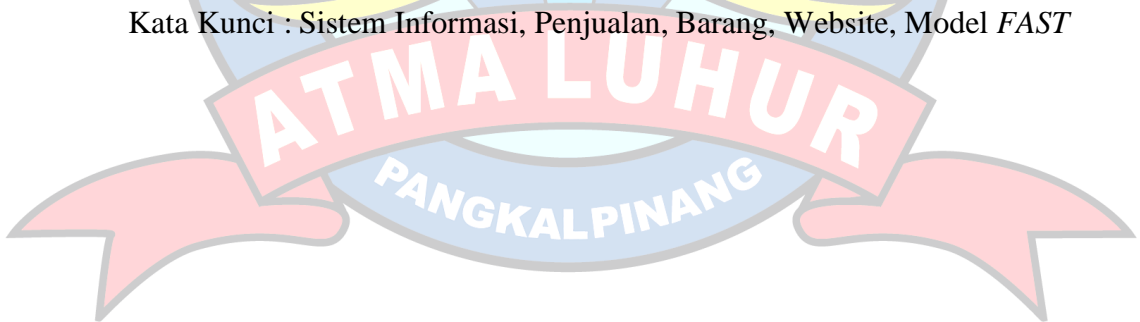 Kata Kunci : Sistem Informasi, Penjualan, Barang, Website, Model FAST
ATMA LUHUR
PANGKALPINANG